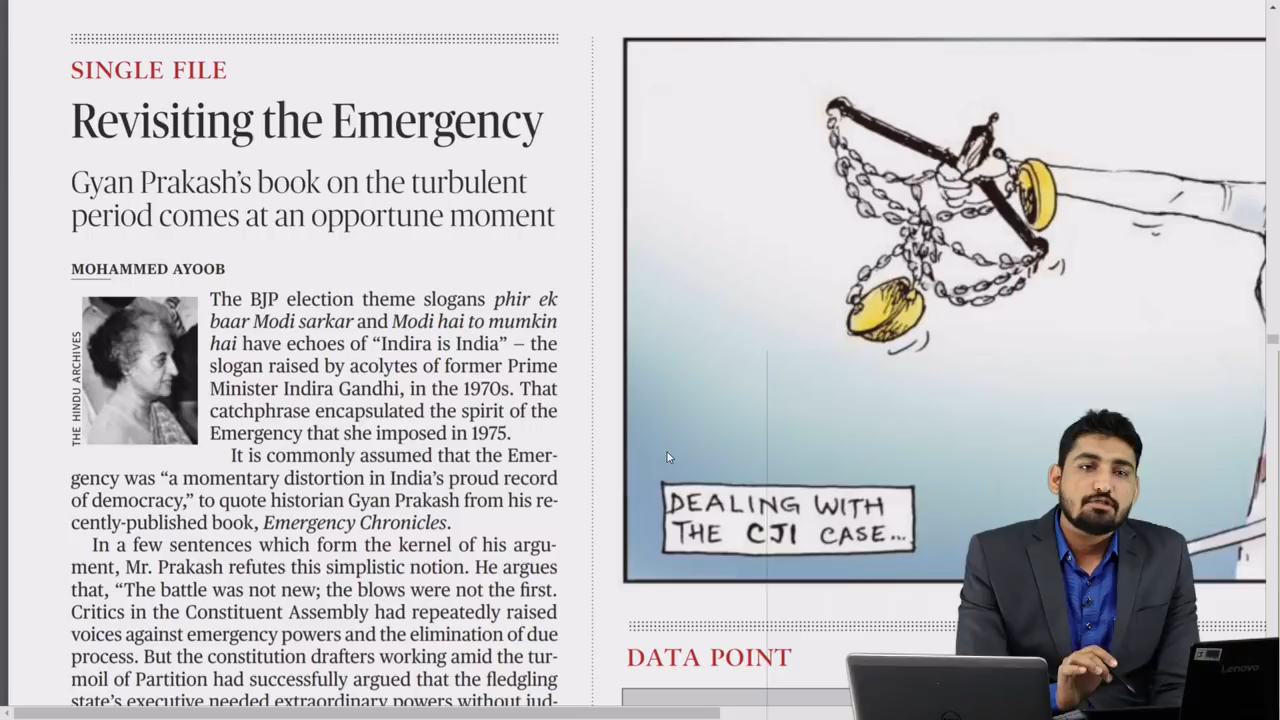 SINGLE FILE
Revisiting the Emergency
Gyan Prakash's book on the turbulent
period comes at an opportune moment
MOHAMMED AYOOB
THE HINDU ARCHIVES
The BJP election theme slogans phir ek
baar Modi sarkar and Modi hai to mumkin
hai have echoes of “Indira is India” – the
slogan raised by acolytes of former Prime
Minister Indira Gandhi, in the 1970s. That
catchphrase encapsulated the spirit of the
Emergency that she imposed in 1975.
It is commonly assumed that the Emer-
gency was “a momentary distortion in India’s proud record
of democracy,” to quote historian Gyan Prakash from his re-
cently-published book, Emergency Chronicles.
In a few sentences which form the kernel of his argu-
ment, Mr. Prakash refutes this simplistic notion. He argues
that, “The battle was not new; the blows were not the first.
Critics in the Constituent Assembly had repeatedly raised
voices against emergency powers and the elimination of due
process. But the constitution drafters working amid the tur-
moil of Partition had successfully argued that the fledgling
state’s executive needed extraordinary powers without jud-
DEALING WITH
THE CJI CASE...
DATA POINT
Lenovo